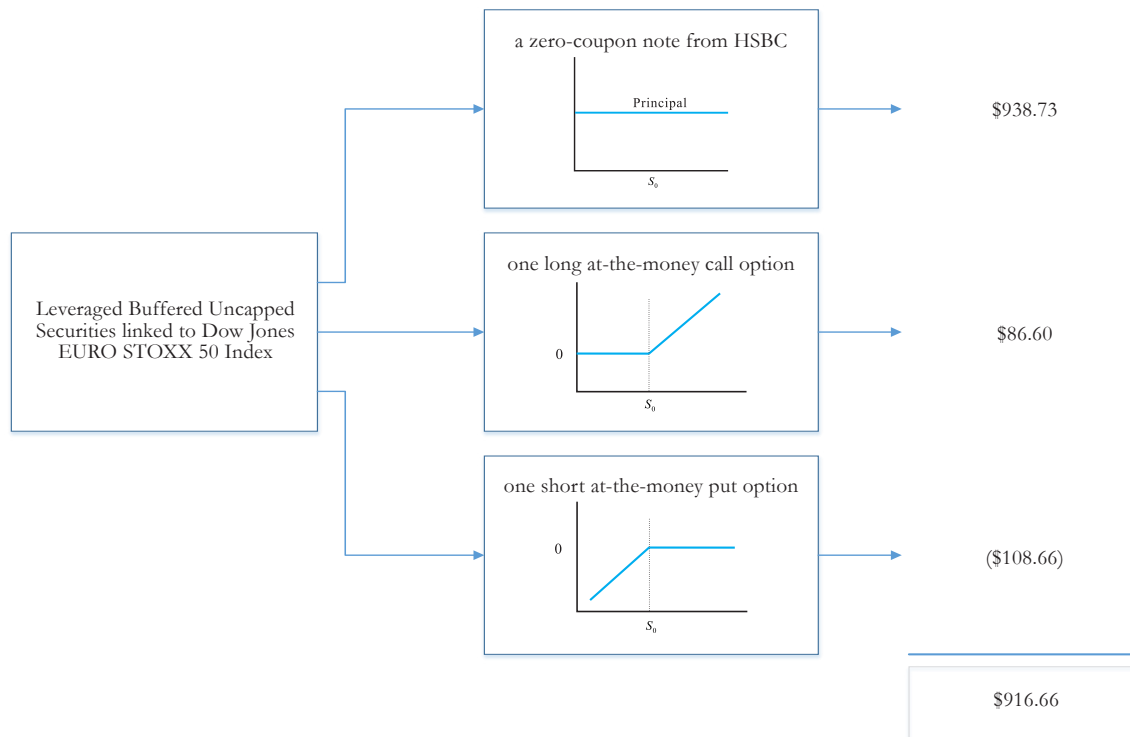 a zero-coupon note from HSBC
Principal
S₀
$938.73
Leveraged Buffered Uncapped
Securities linked to Dow Jones
EURO STOXX 50 Index
one long at-the-money call option
0
S₀
$86.60
one short at-the-money put option
0
S₀
($108.66)
$916.66